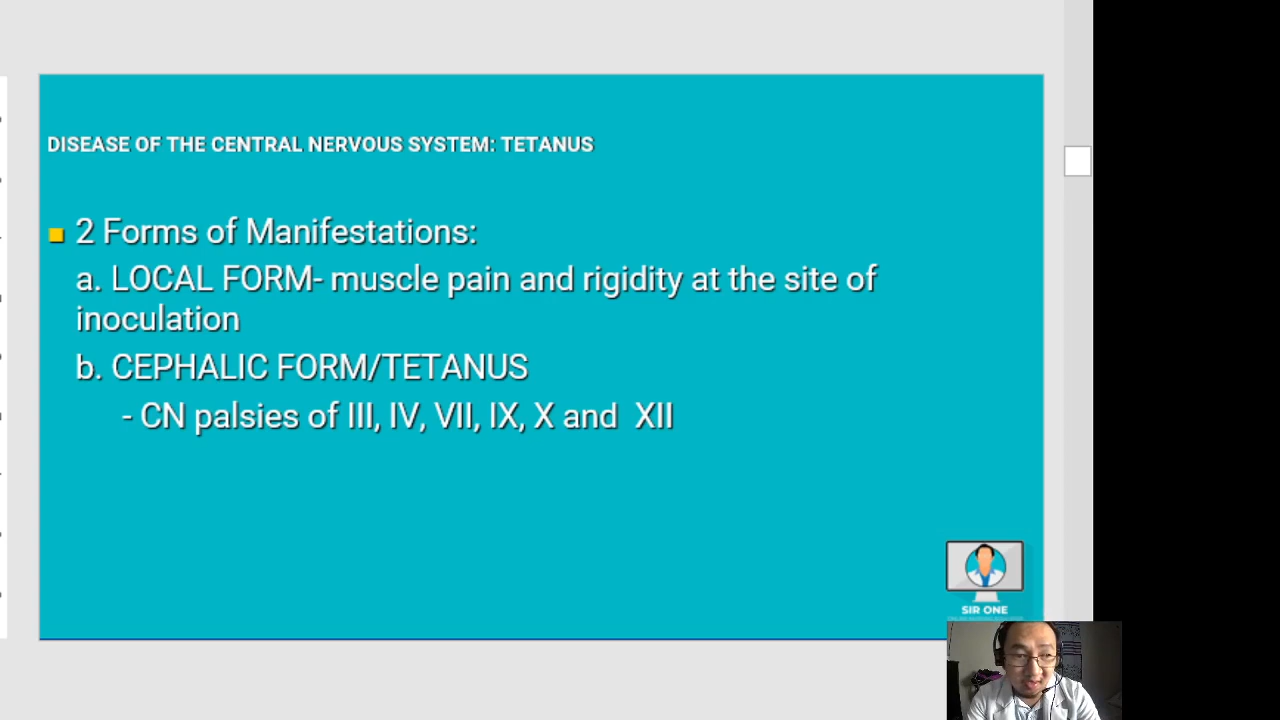 DISEASE OF THE CENTRAL NERVOUS SYSTEM: TETANUS
2 Forms of Manifestations:
a. LOCAL FORM- muscle pain and rigidity at the site of
inoculation
b. CEPHALIC FORM/TETANUS
- CN palsies of III, IV, VII, IX, X and XII
SIR ONE